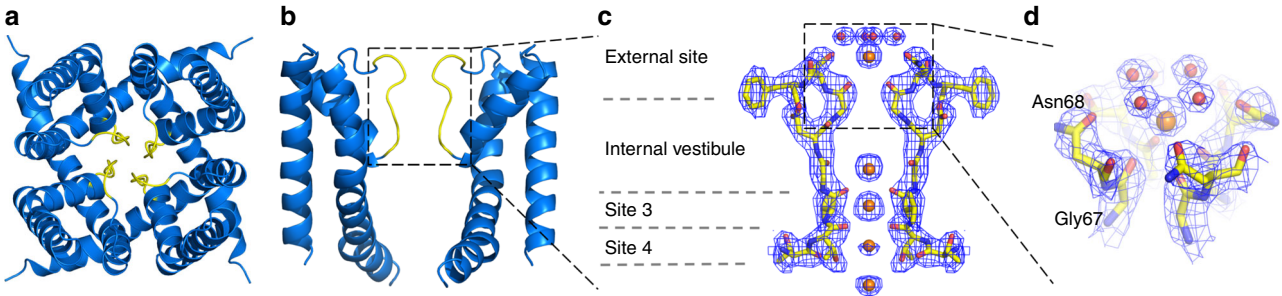 a
b
c
d
External site
Internal vestibule
Site 3
Site 4
Asn68
Gly67